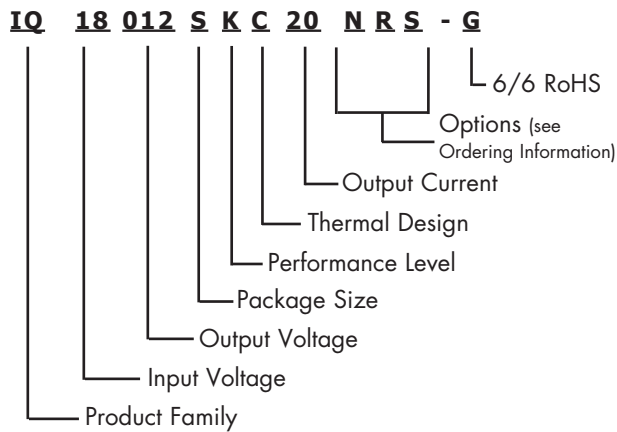 IQ 18 012 S K C 20 N R S - G
6/6 RoHS
Options (see
Ordering Information)
Output Current
Thermal Design
Performance Level
Package Size
Output Voltage
Input Voltage
Product Family